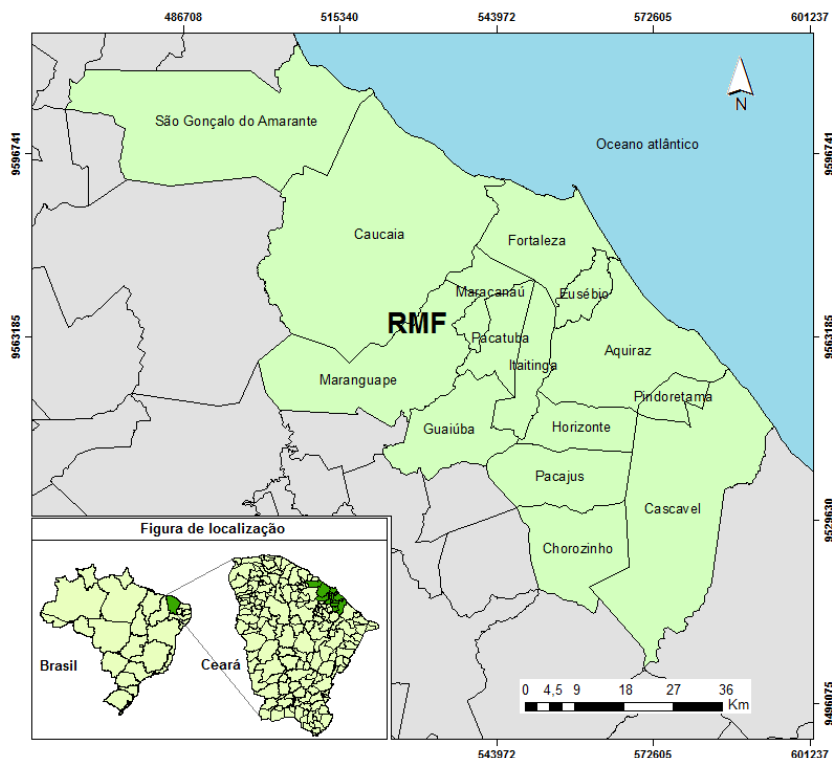 486708 515340 543972 572605 601237
9596741 9596741
9563185 9563185
9529630
9496075
N
Oceano atlântico
São Gonçalo do Amarante
Caucaia
Fortaleza
Maracanaú
Eusébio
RMF
Pacatuba
Aquiraz
Itaitinga
Maranguape
Pindoretama
Guaiúba
Horizonte
Pacajus
Cascavel
Chorozinho
Figura de localização
Brasil
Ceará
0 4,5 9 18 27 36
Km
543972 572605 601237